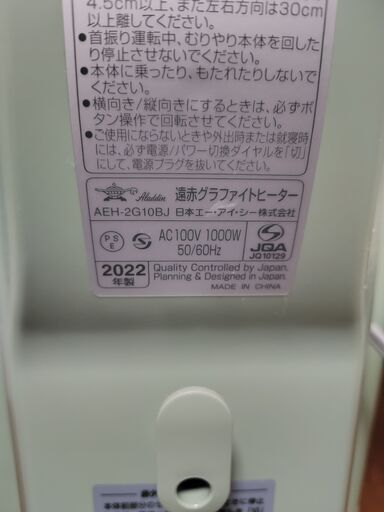 4.5cm以上、また左右方向は30cm
以上離してください。
●首振り運転中、むりやり本体を回した
り停止させないでください。
●本体に乗ったり、もたれたりしないで
ください。
●横向き/縦向きにするときは、必ずボ
タン操作で回転させてください。
●ご使用にならないときや外出時または就寝時
には、必ず電源/パワー切換ダイヤルを「切」
にして、電源プラグを抜いてください。
Aladdin 遠赤グラファイトヒーター
AEH-2G10BJ 日本エー・アイ・シー株式会社
PS
E
AC100V 1000W
50/60Hz
JQA
JQ10129
2022
年製
Quality Controlled by Japan.
Planning & Designed in Japan.
MADE IN CHINA